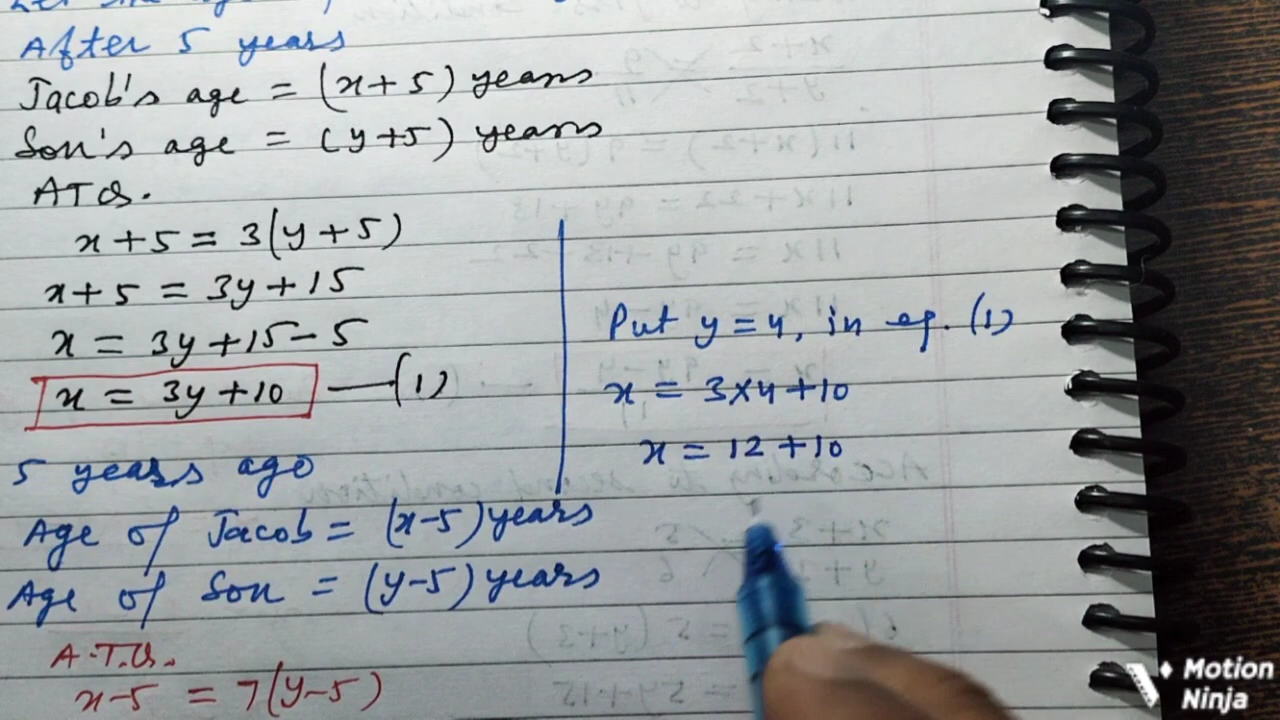 After 5 years
Jacob's age = (x+5) years
Son's age = (y+5) years
ATQ.
x+5 = 3(y+5)
x+5 = 3y+15
x = 3y+15-5
x = 3y+10 —(1)
5 years ago
Age of Jacob = (x-5) years
Age of Son = (y-5) years
A.T.Q.
x-5 = 7(y-5)
Put y = 4, in eq. (1)
x = 3×4+10
x = 12+10
Motion
Ninja